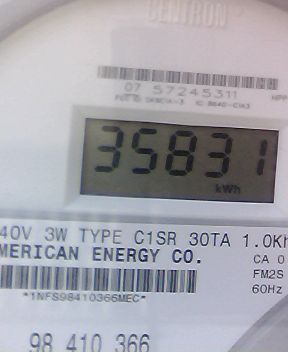 CENTRON
07 57245311
35831
kWh
40V 3W TYPE C1SR 30TA 1.0Kh
MERICAN ENERGY CO.
CA 0
FM2S
60Hz
*1NFS98410366MEC*
98 410 366